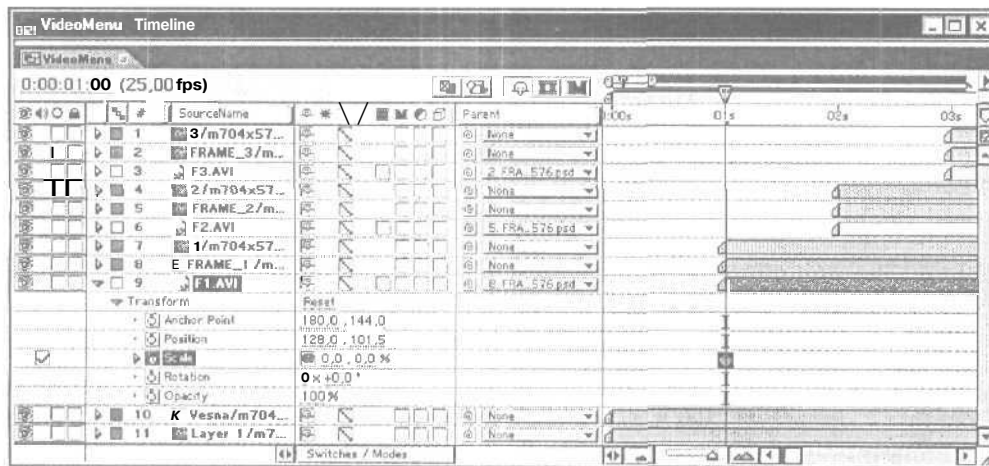 VideoMenu Timeline
VideoMenu
0:00:01:00 (25,00 fps)
# SourceName Parent 0:00s 01s 02s 03s
1 3/m704x57... None
2 FRAME_3/m... None
3 F3.AVI 2. FRA..576.psd
4 2/m704x57... None
5 FRAME_2/m... None
6 F2.AVI 5. FRA..576.psd
7 1/m704x57... None
8 E FRAME_1 /m... None
9 F1.AVI 8. FRA..576.psd
Transform Reset
Anchor Point 180,0 , 144,0
Position 128,0 , 101,5
Scale 0,0 , 0,0 %
Rotation 0 x +0,0 °
Opacity 100 %
10 K Vesna/m704... None
11 Layer 1/m7... None
Switches / Modes